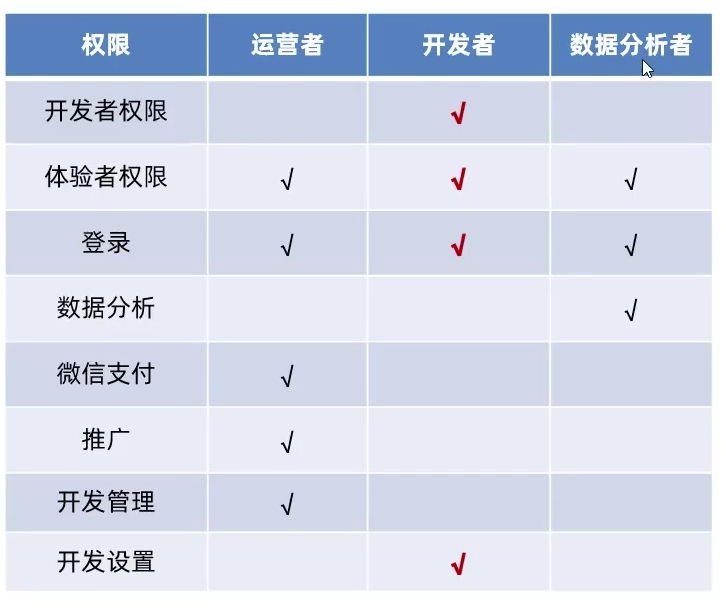 权限 运营者 开发者 数据分析者
开发者权限 √
体验者权限 √ √ √
登录 √ √ √
数据分析 √
微信支付 √
推广 √
开发管理 √
开发设置 √